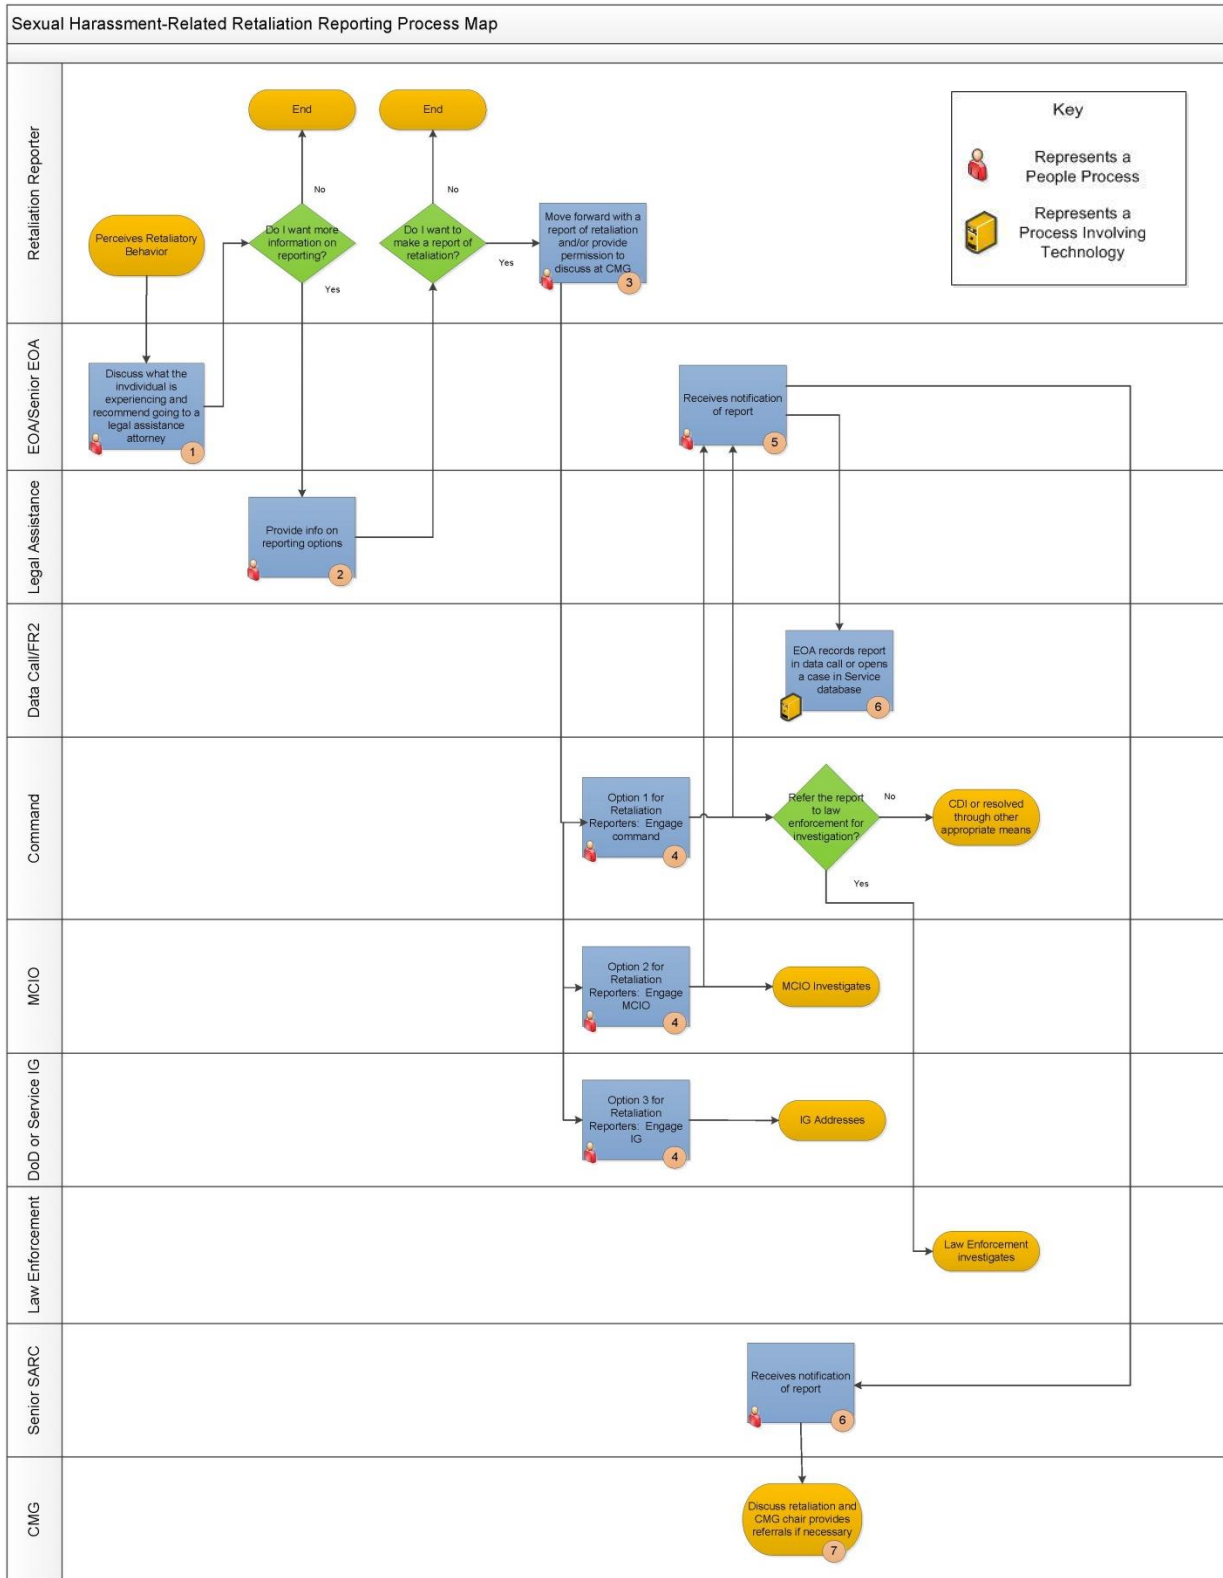 Sexual Harassment-Related Retaliation Reporting Process Map
Retaliation Reporter
End
End
Key
Represents a
People Process
Represents a
Process Involving
Technology
No
No
Perceives Retaliatory
Behavior
Do I want more
information on
reporting?
Yes
Do I want to
make a report of
retaliation?
Yes
Move forward with a
report of retaliation
and/or provide
permission to
discuss at CMG
3
EOA/Senior EOA
Discuss what the
invdividual is
experiencing and
recommend going to a
legal assistance
attorney
1
Receives notification
of report
5
Legal Assistance
Provide info on
reporting options
2
Data Call/FR2
EOA records report
in data call or opens
a case in Service
database
6
Command
Option 1 for
Retaliation
Reporters: Engage
command
4
Refer the report
to law
enforcement for
investigation?
No
Yes
CDI or resolved
through other
appropriate means
MCIO
Option 2 for
Retaliation
Reporters: Engage
MCIO
4
MCIO Investigates
DoD or Service IG
Option 3 for
Retaliation
Reporters: Engage
IG
4
IG Addresses
Law Enforcement
Law Enforcement
investigates
Senior SARC
Receives notification
of report
6
CMG
Discuss retaliation and
CMG chair provides
referrals if necessary
7